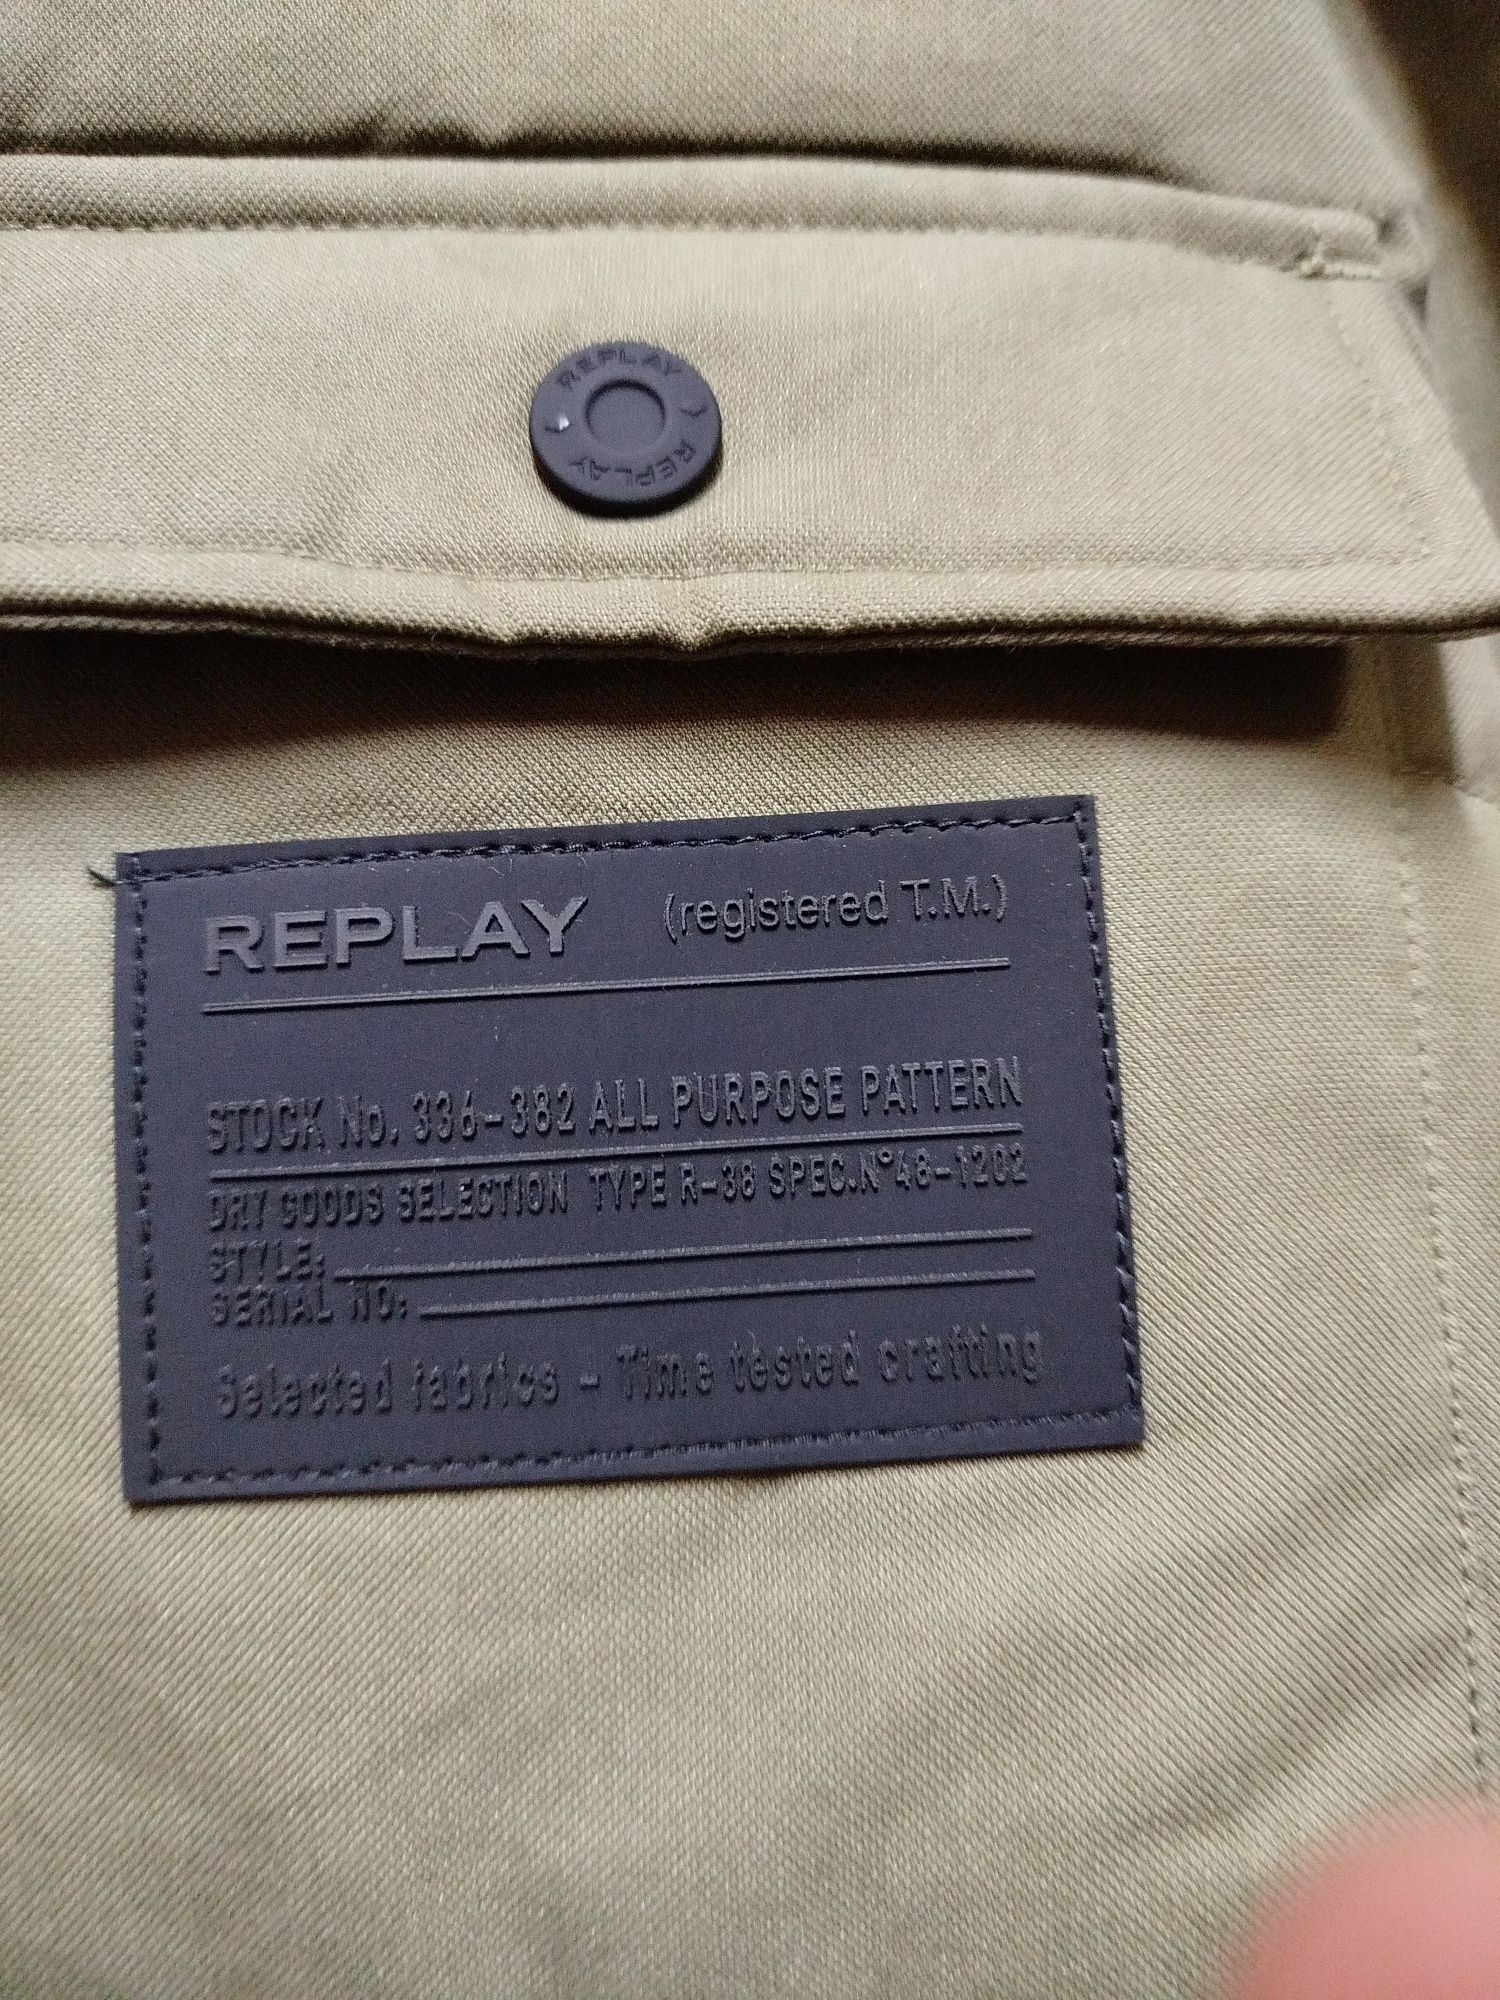 REPLAY
REPLAY
REPLAY (registered T.M.)
STOCK No. 336-382 ALL PURPOSE PATTERN
DRY GOODS SELECTION TYPE R-38 SPEC.N°48-1202
STYLE:
SERIAL NO:
Selected fabrics - Time tested crafting